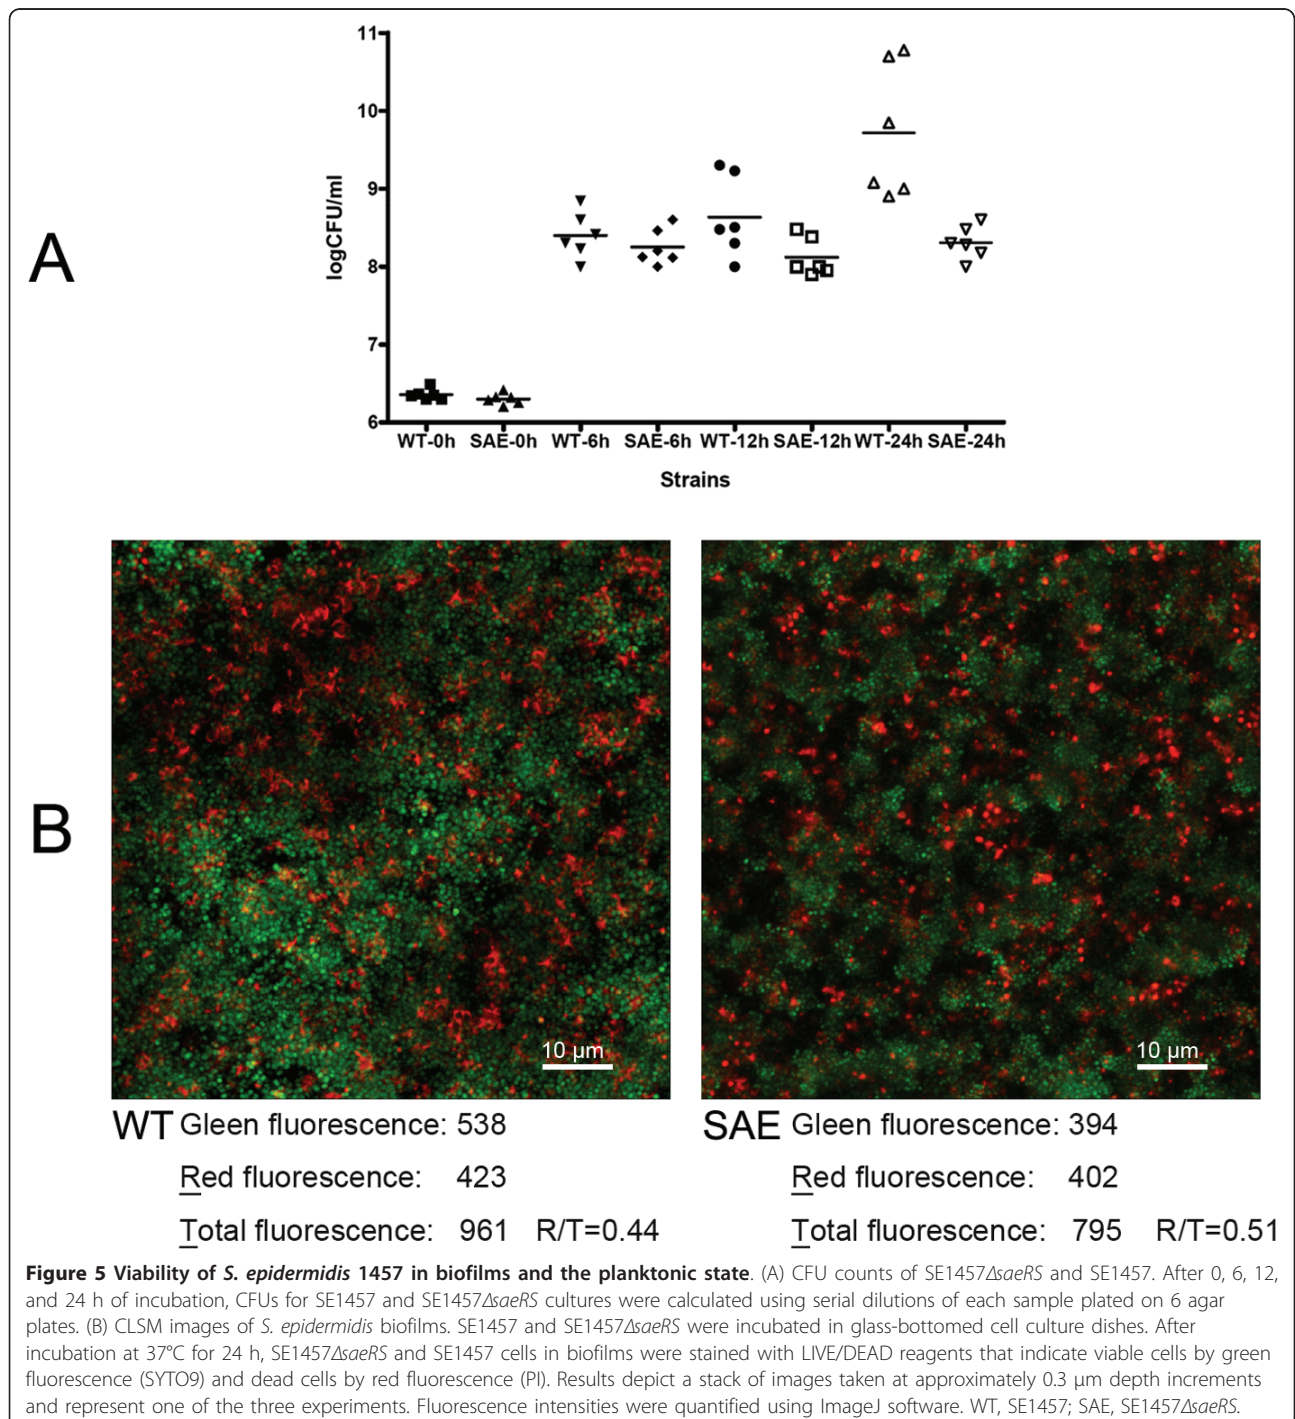 A
11
10
9
8
7
6
logCFU/ml
WT-0h SAE-0h WT-6h SAE-6h WT-12h SAE-12h WT-24h SAE-24h
Strains
B
10 µm
10 µm
WT Gleen fluorescence: 538
Red fluorescence: 423
Total fluorescence: 961 R/T=0.44
SAE Gleen fluorescence: 394
Red fluorescence: 402
Total fluorescence: 795 R/T=0.51
Figure 5 Viability of S. epidermidis 1457 in biofilms and the planktonic state. (A) CFU counts of SE1457ΔsaeRS and SE1457. After 0, 6, 12,
and 24 h of incubation, CFUs for SE1457 and SE1457ΔsaeRS cultures were calculated using serial dilutions of each sample plated on 6 agar
plates. (B) CLSM images of S. epidermidis biofilms. SE1457 and SE1457ΔsaeRS were incubated in glass-bottomed cell culture dishes. After
incubation at 37°C for 24 h, SE1457ΔsaeRS and SE1457 cells in biofilms were stained with LIVE/DEAD reagents that indicate viable cells by green
fluorescence (SYTO9) and dead cells by red fluorescence (PI). Results depict a stack of images taken at approximately 0.3 µm depth increments
and represent one of the three experiments. Fluorescence intensities were quantified using ImageJ software. WT, SE1457; SAE, SE1457ΔsaeRS.